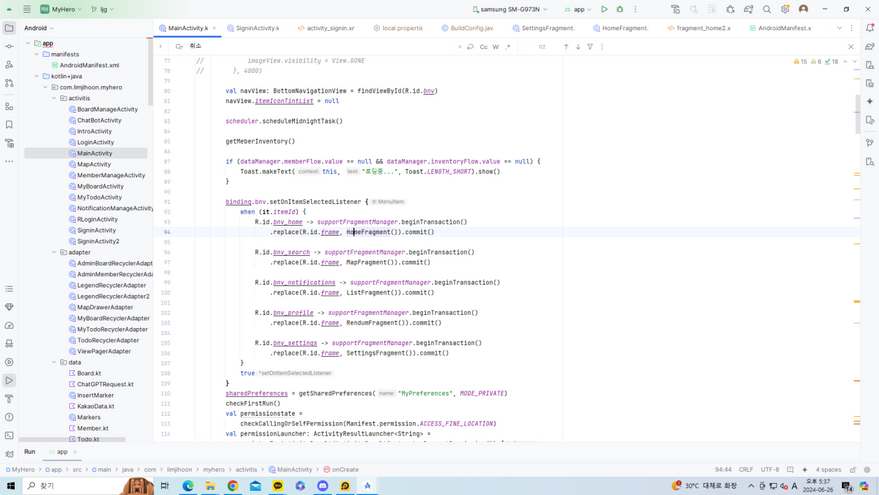 MyHero
ljg
samsung SM-G973N
app
Android
MainActivity.k
SigninActivity.k
activity_signin.xr
local.propertie
BuildConfig.jav
SettingsFragment.
HomeFragment.
fragment_home2.x
AndroidManifest.x
취소
Cc
W
1/3
15
6
18
app
manifests
AndroidManifest.xml
kotlin+java
com.limjihoon.myhero
activitis
BoardManageActivity
ChatBotActivity
IntroActivity
LoginActivity
MainActivity
MapActivity
MemberManageActivity
MyBoardActivity
MyTodoActivity
NotificationManageActivity
RLoginActivity
SigninActivity
SigninActivity2
adapter
AdminBoardRecyclerAdapter
AdminMemberRecyclerAdapter
LegendRecyclerAdapter
LegendRecyclerAdapter2
MapDrawerAdapter
MyBoardRecyclerAdapter
MyTodoRecyclerAdapter
TodoRecyclerAdapter
ViewPagerAdapter
data
Board.kt
ChatGPTRequest.kt
InsertMarker
KakaoData.kt
Markers
Member.kt
Todo.kt
77 // imageView.visibility = View.GONE
78 // }, 4000)
79
80 val navView: BottomNavigationView = findViewById(R.id.bnv)
81 navView.itemIconTintList = null
82
83 scheduler.scheduleMidnightTask()
84
85 getMeberInventory()
86
87 if (dataManager.memberFlow.value == null && dataManager.inventoryFlow.value == null) {
88 Toast.makeText( context: this, text: "로딩중...", Toast.LENGTH_SHORT).show()
89 }
90
91 binding.bnv.setOnItemSelectedListener { it: MenuItem
92 when (it.itemId) {
93 R.id.bnv_home -> supportFragmentManager.beginTransaction()
94 .replace(R.id.frame, HomeFragment()).commit()
95
96 R.id.bnv_search -> supportFragmentManager.beginTransaction()
97 .replace(R.id.frame, MapFragment()).commit()
98
99 R.id.bnv_notifications -> supportFragmentManager.beginTransaction()
100 .replace(R.id.frame, ListFragment()).commit()
101
102 R.id.bnv_profile -> supportFragmentManager.beginTransaction()
103 .replace(R.id.frame, RendumFragment()).commit()
104
105 R.id.bnv_settings -> supportFragmentManager.beginTransaction()
106 .replace(R.id.frame, SettingsFragment()).commit()
107 }
108 true ^setOnItemSelectedListener
109 }
110 sharedPreferences = getSharedPreferences( name: "MyPreferences", MODE_PRIVATE)
111 checkFirstRun()
112 val permissionstate =
113 checkCallingOrSelfPermission(Manifest.permission.ACCESS_FINE_LOCATION)
114 val permissionLauncher: ActivityResultLauncher<String> =
Run
app
MyHero > app > src > main > java > com > limjihoon > myhero > activitis > MainActivity > onCreate
94:44 CRLF UTF-8 4 spaces
찾기
30°C 대체로 화창
A
오후 5:37
2024-06-26